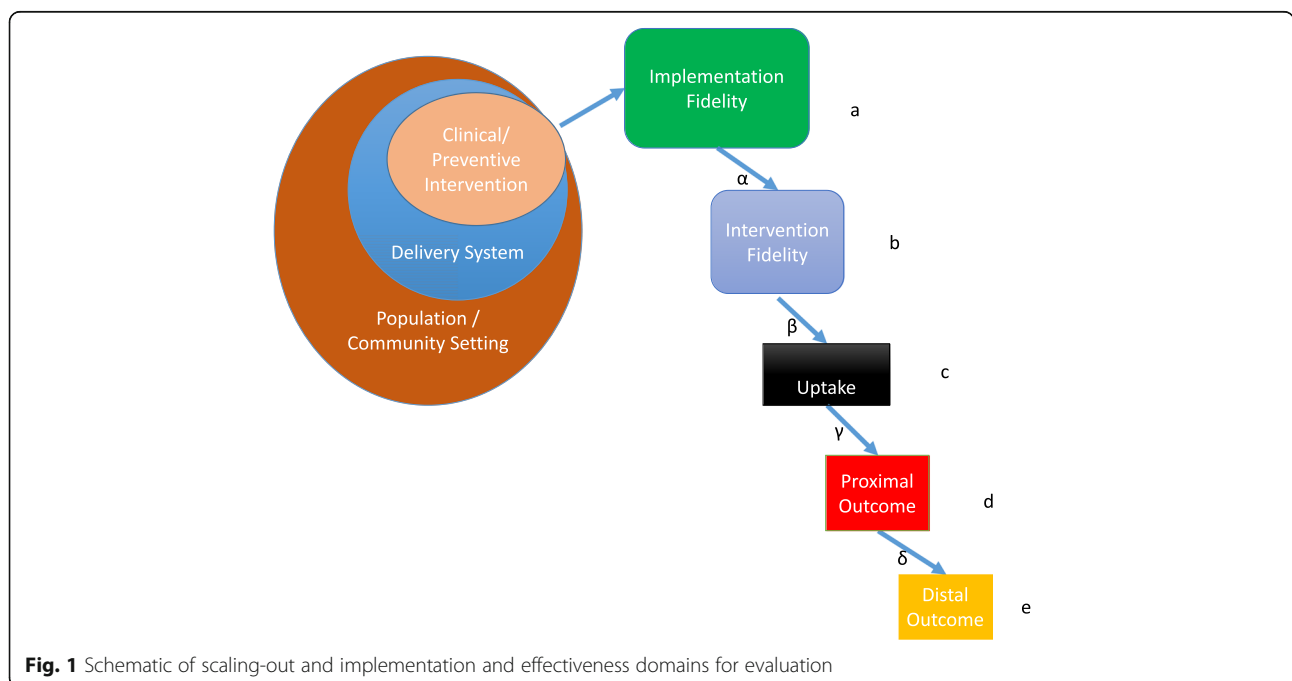 Clinical/
Preventive
Intervention
Delivery System
Population /
Community Setting
Implementation
Fidelity
a
α
Intervention
Fidelity
b
β
Uptake
c
γ
Proximal
Outcome
d
δ
Distal
Outcome
e
Fig. 1 Schematic of scaling-out and implementation and effectiveness domains for evaluation